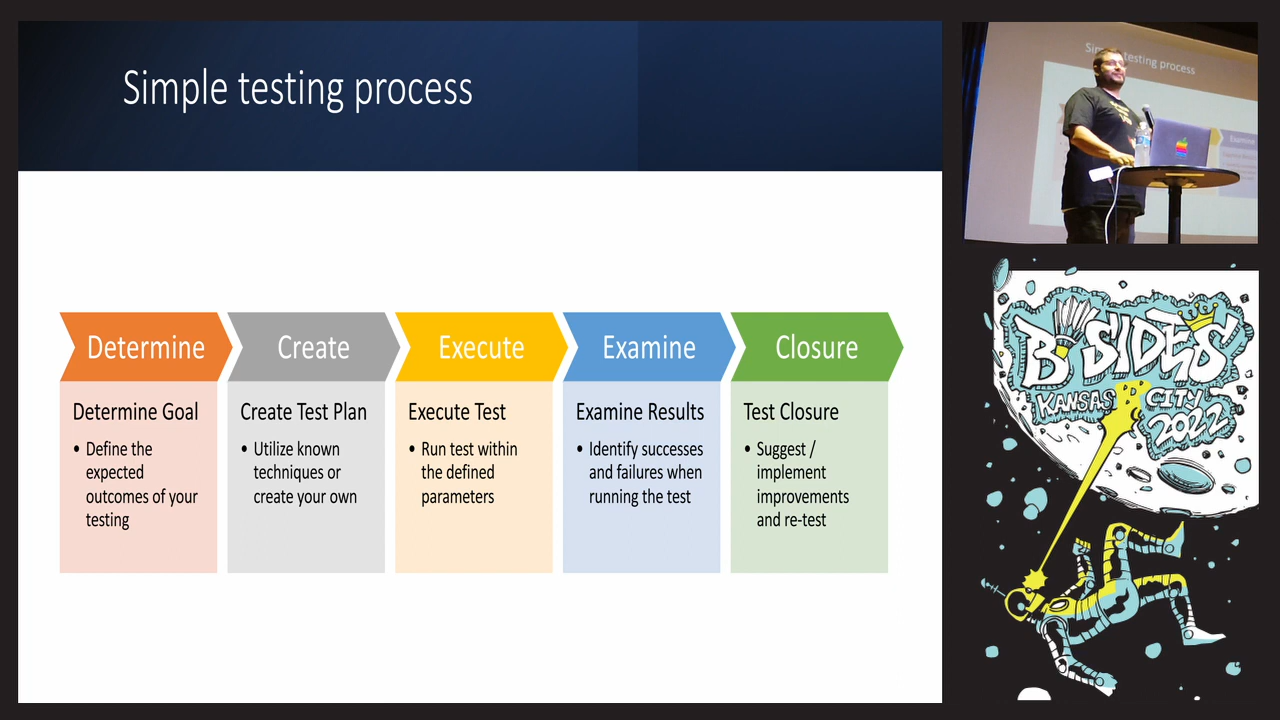 Simple testing process
Determine
Create
Execute
Examine
Closure
Determine Goal
• Define the
expected
outcomes of your
testing
Create Test Plan
• Utilize known
techniques or
create your own
Execute Test
• Run test within
the defined
parameters
Examine Results
• Identify successes
and failures when
running the test
Test Closure
• Suggest /
implement
improvements
and re-test
testing process
Examine
BSIDES
KANSAS CITY
2022